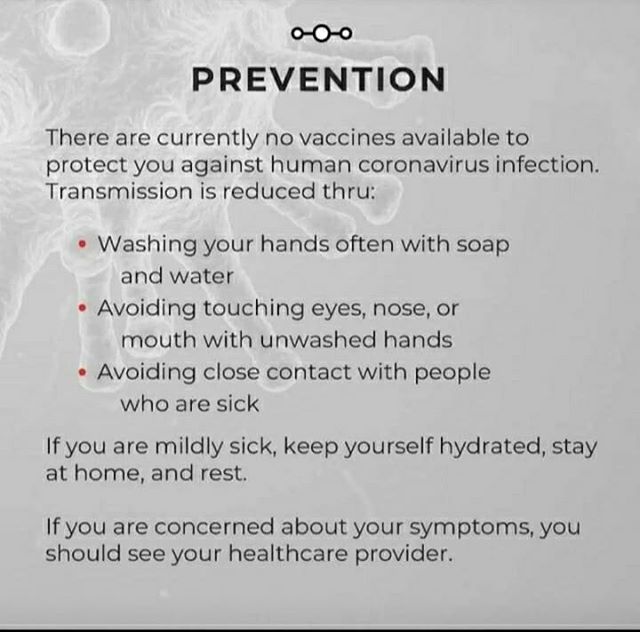 PREVENTION
There are currently no vaccines available to
protect you against human coronavirus infection.
Transmission is reduced thru:
• Washing your hands often with soap
and water
• Avoiding touching eyes, nose, or
mouth with unwashed hands
• Avoiding close contact with people
who are sick
If you are mildly sick, keep yourself hydrated, stay
at home, and rest.
If you are concerned about your symptoms, you
should see your healthcare provider.